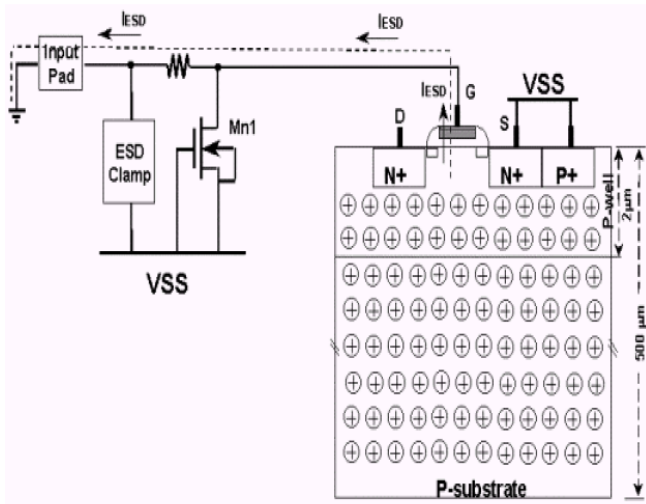 IESD
IESD
Input
Pad
IESD
G
VSS
D
S
Mn1
ESD
Clamp
N+
N+
P+
P-well
2µm
VSS
500 µm
P-substrate